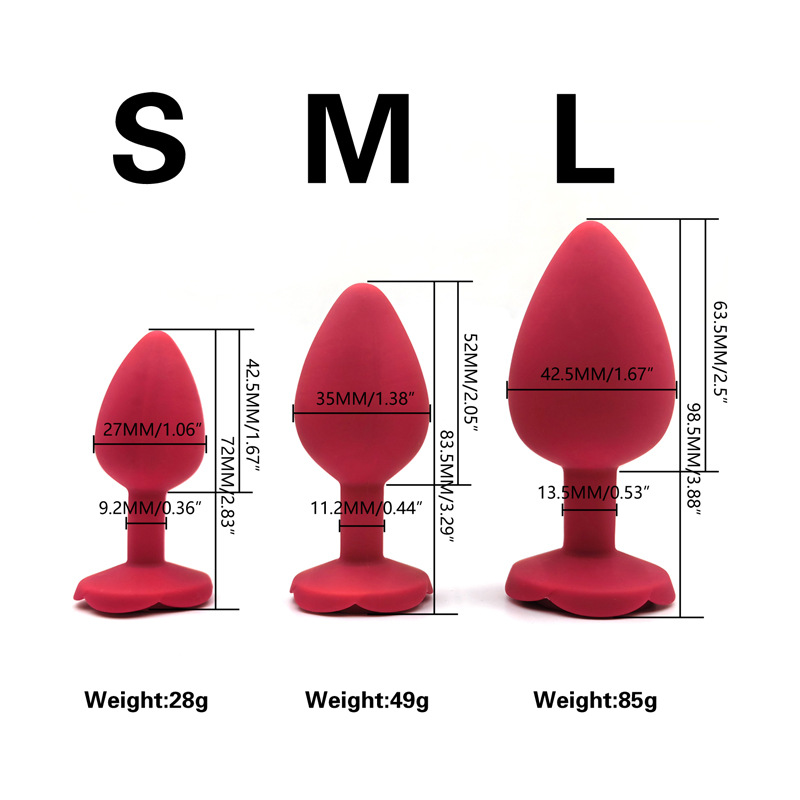 S
M
L
27MM/1.06"
9.2MM/0.36"
42.5MM/1.67"
72MM/2.83"
35MM/1.38"
11.2MM/0.44"
52MM/2.05"
83.5MM/3.29"
42.5MM/1.67"
13.5MM/0.53"
63.5MM/2.5"
98.5MM/3.88"
Weight:28g
Weight:49g
Weight:85g